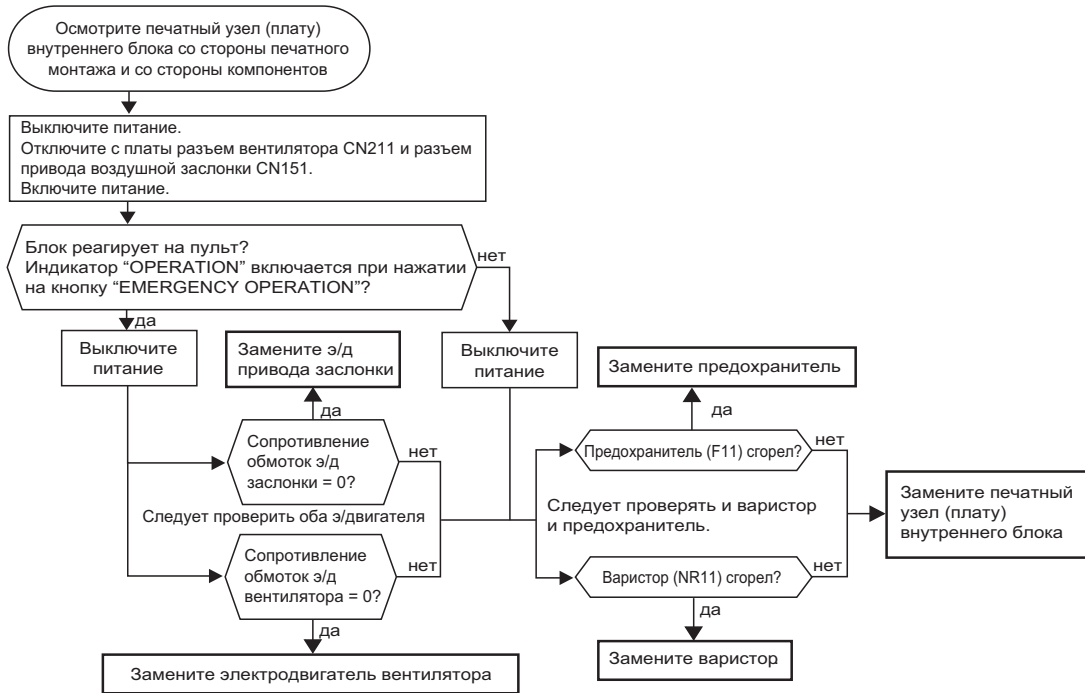 Осмотрите печатный узел (плату)
внутреннего блока со стороны печатного
монтажа и со стороны компонентов
Выключите питание.
Отключите с платы разъем вентилятора CN211 и разъем
привода воздушной заслонки CN151.
Включите питание.
Блок реагирует на пульт?
Индикатор “OPERATION” включается при нажатии
на кнопку “EMERGENCY OPERATION”?
нет
да
Выключите
питание
Замените э/д
привода заслонки
Выключите
питание
Замените предохранитель
да
да
Сопротивление
обмоток э/д
заслонки = 0?
нет
Предохранитель (F11) сгорел?
нет
Следует проверить оба э/двигателя
Следует проверять и варистор
и предохранитель.
Замените печатный
узел (плату)
внутреннего блока
Сопротивление
обмоток э/д
вентилятора = 0?
нет
Варистор (NR11) сгорел?
нет
да
да
Замените электродвигатель вентилятора
Замените варистор